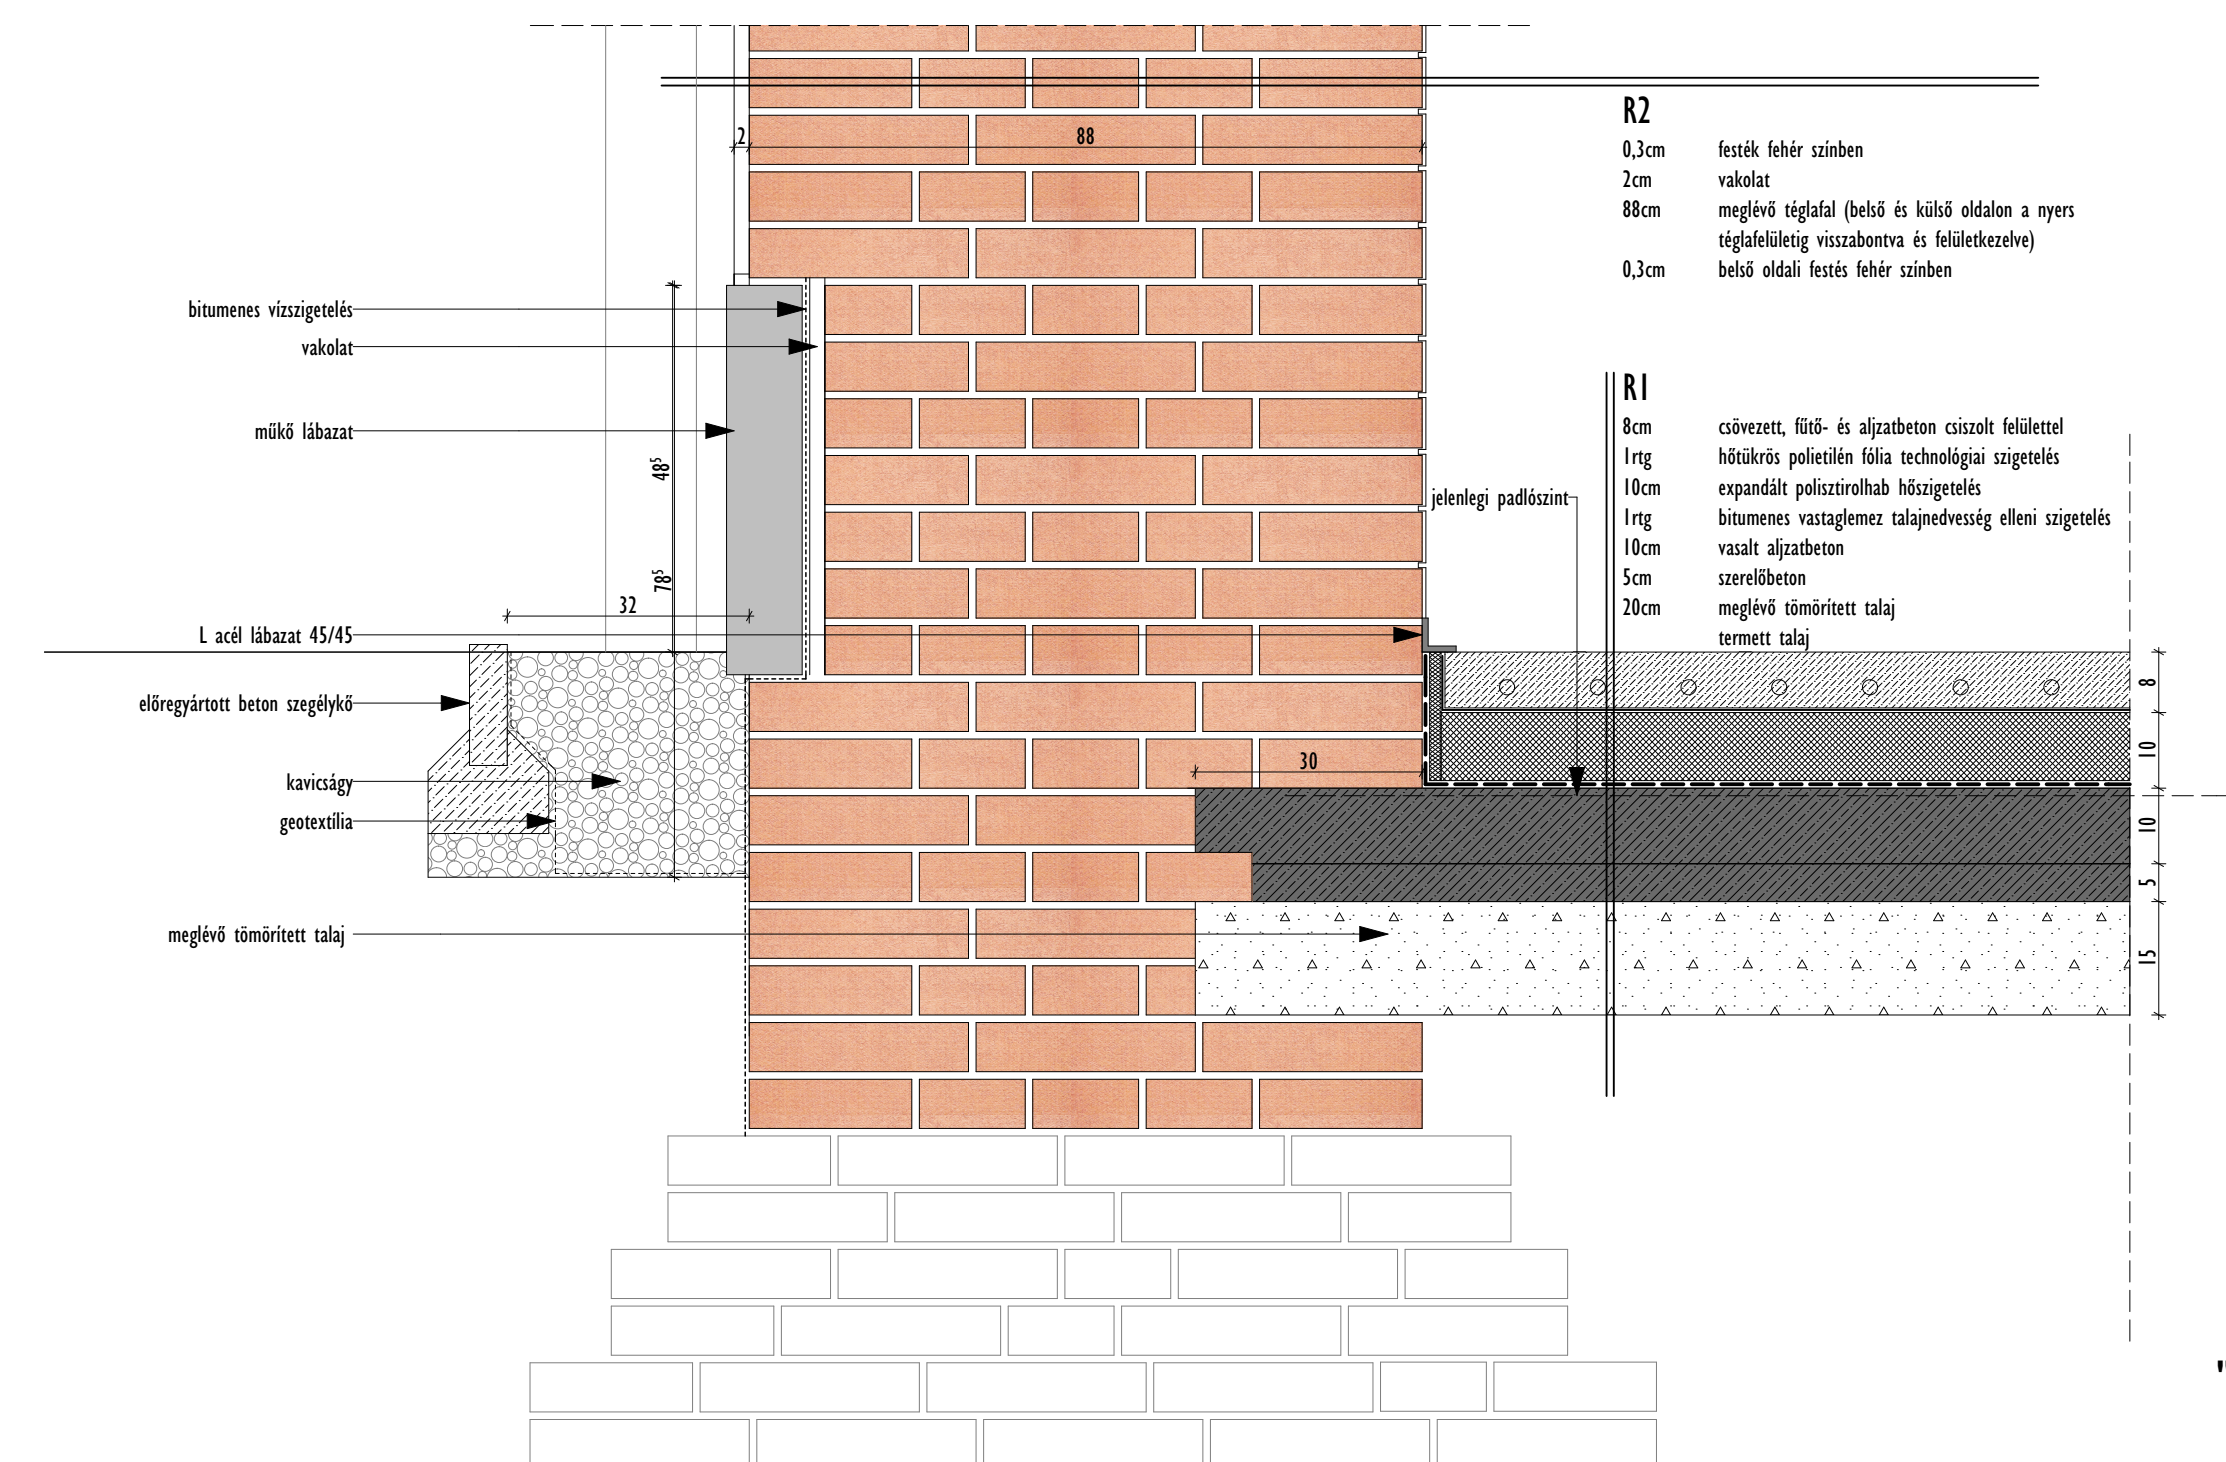 2
88
R2
0,3cm festék fehér színben
2cm vakolat
88cm meglévő téglafal (belső és külső oldalon a nyers
téglafelületig visszabontva és felületkezelve)
0,3cm belső oldali festés fehér színben
bitumenes vízszigetelés
vakolat
műkő lábazat
48⁵
78⁵
32
L acél lábazat 45/45
előregyártott beton szegélykő
kavicságy
geotextília
meglévő tömörített talaj
R1
8cm csövezett, fűtő- és aljzatbeton csiszolt felülettel
1rtg hőtükrös polietilén fólia technológiai szigetelés
10cm expandált polisztirolhab hőszigetelés
1rtg bitumenes vastaglemez talajnedvesség elleni szigetelés
10cm vasalt aljzatbeton
5cm szerelőbeton
20cm meglévő tömörített talaj
termett talaj
jelenlegi padlószint
30
8
10
10
5
15